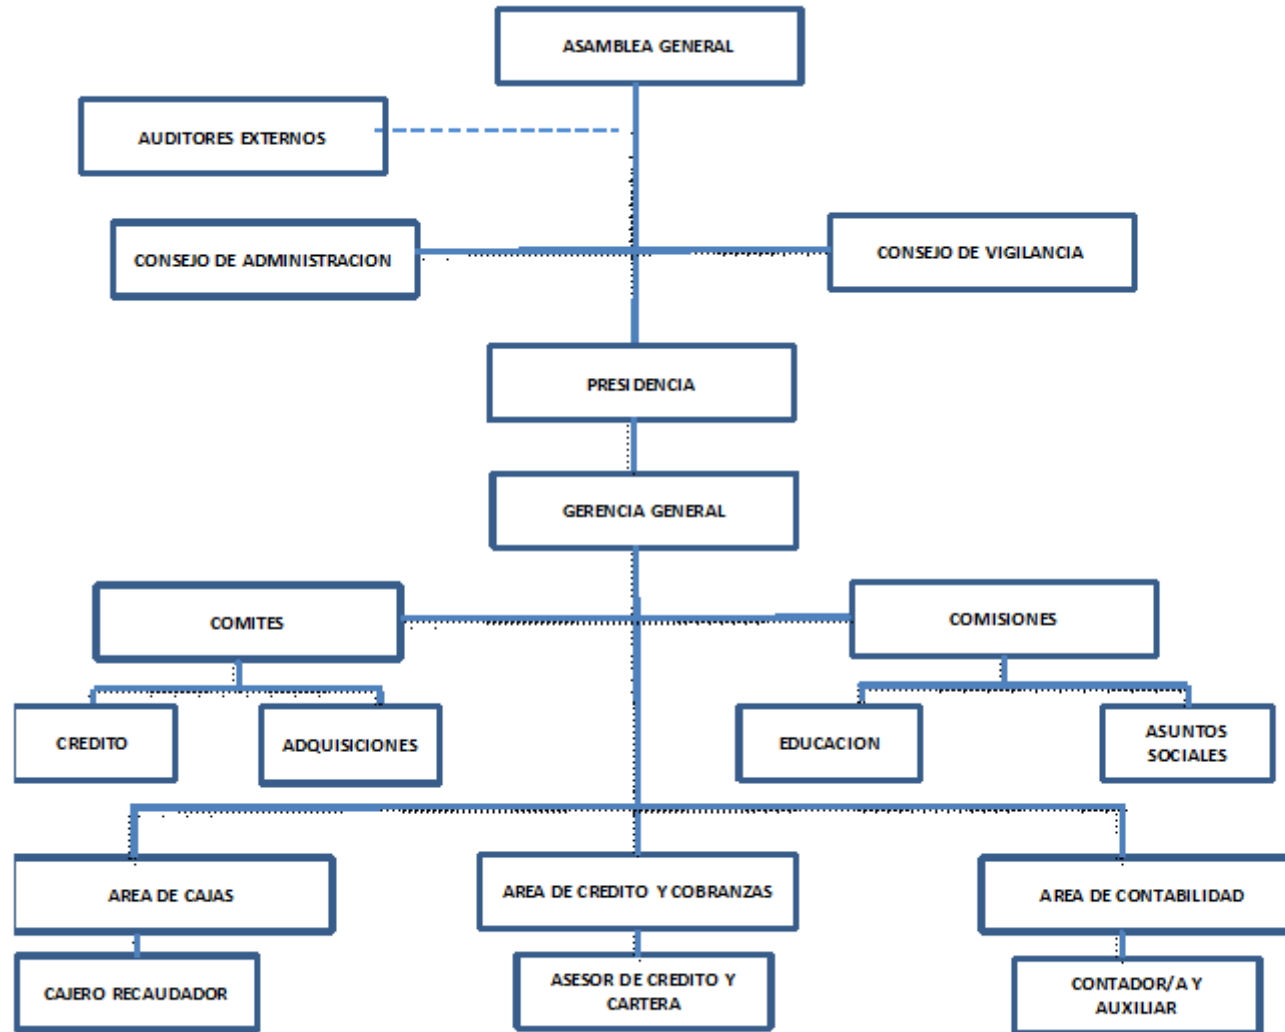 ASAMBLEA GENERAL
AUDITORES EXTERNOS
CONSEJO DE ADMINISTRACION
CONSEJO DE VIGILANCIA
PRESIDENCIA
GERENCIA GENERAL
COMITES
COMISIONES
CREDITO
ADQUISICIONES
EDUCACION
ASUNTOS
SOCIALES
AREA DE CAJAS
AREA DE CREDITO Y COBRANZAS
AREA DE CONTABILIDAD
CAJERO RECAUDADOR
ASESOR DE CREDITO Y
CARTERA
CONTADOR/A Y
AUXILIAR